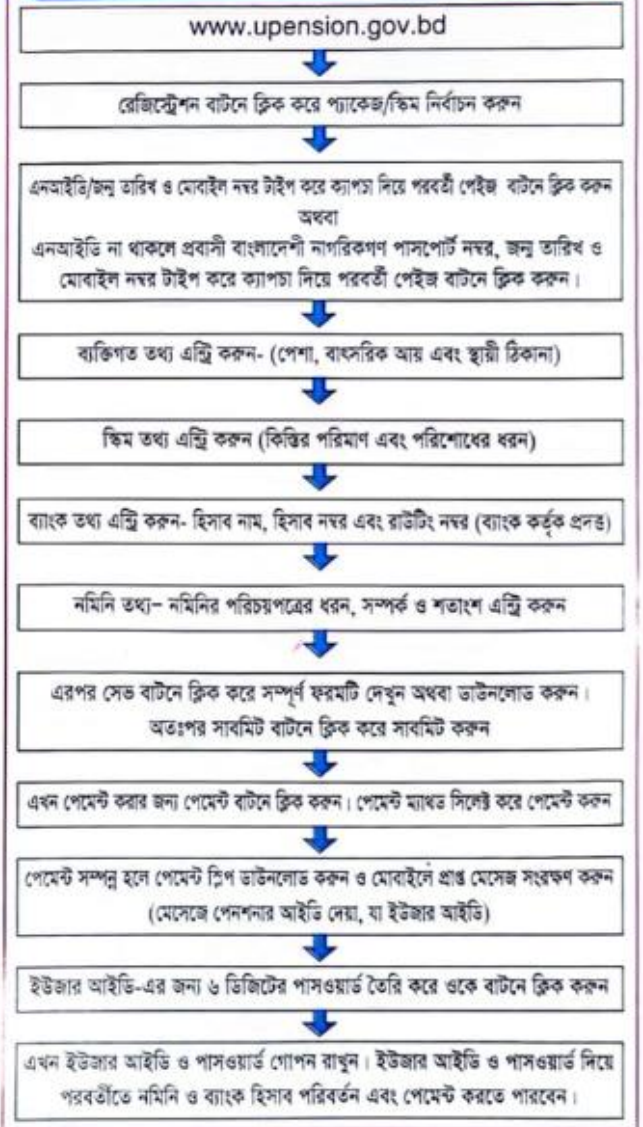 www.upension.gov.bd
রেজিস্ট্রেশন বাটনে ক্লিক করে প্যাকেজ/স্কিম নির্বাচন করুন
এনআইডি/জন্ম তারিখ ও মোবাইল নম্বর টাইপ করে ক্যাপচা দিয়ে পরবর্তী পেইজ বাটনে ক্লিক করুন
অথবা
এনআইডি না থাকলে প্রবাসী বাংলাদেশী নাগরিকগণ পাসপোর্ট নম্বর, জন্ম তারিখ ও
মোবাইল নম্বর টাইপ করে ক্যাপচা দিয়ে পরবর্তী পেইজ বাটনে ক্লিক করুন।
ব্যক্তিগত তথ্য এন্ট্রি করুন- (পেশা, বাৎসরিক আয় এবং স্থায়ী ঠিকানা)
স্কিম তথ্য এন্ট্রি করুন (কিস্তির পরিমাণ এবং পরিশোধের ধরন)
ব্যাংক তথ্য এন্ট্রি করুন- হিসাব নাম, হিসাব নম্বর এবং রাউটিং নম্বর (ব্যাংক কর্তৃক প্রদত্ত)
নমিনি তথ্য– নমিনির পরিচয়পত্রের ধরন, সম্পর্ক ও শতাংশ এন্ট্রি করুন
এরপর সেভ বাটনে ক্লিক করে সম্পূর্ণ ফরমটি দেখুন অথবা ডাউনলোড করুন।
অতঃপর সাবমিট বাটনে ক্লিক করে সাবমিট করুন
এখন পেমেন্ট করার জন্য পেমেন্ট বাটনে ক্লিক করুন। পেমেন্ট ম্যাথড সিলেক্ট করে পেমেন্ট করুন
পেমেন্ট সম্পন্ন হলে পেমেন্ট স্লিপ ডাউনলোড করুন ও মোবাইলে প্রাপ্ত মেসেজ সংরক্ষণ করুন
(মেসেজে পেনশনার আইডি দেয়া, যা ইউজার আইডি)
ইউজার আইডি-এর জন্য ৬ ডিজিটের পাসওয়ার্ড তৈরি করে ওকে বাটনে ক্লিক করুন
এখন ইউজার আইডি ও পাসওয়ার্ড গোপন রাখুন। ইউজার আইডি ও পাসওয়ার্ড দিয়ে
পরবর্তীতে নমিনি ও ব্যাংক হিসাব পরিবর্তন এবং পেমেন্ট করতে পারবেন।